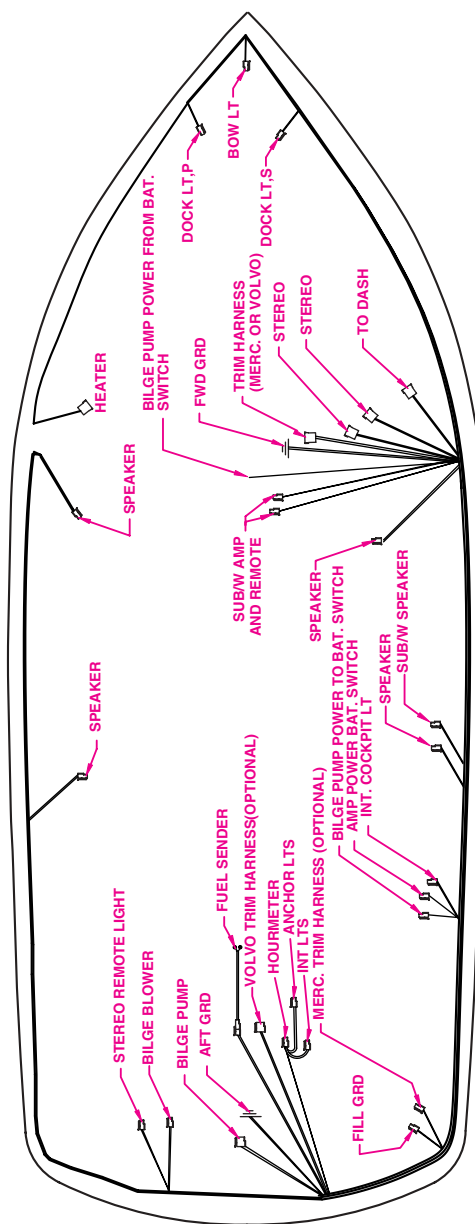 BOW LT
DOCK LT,P
DOCK LT,S
BILGE PUMP POWER FROM BAT.
SWITCH
FWD GRD
TRIM HARNESS
(MERC. OR VOLVO)
STEREO
STEREO
TO DASH
HEATER
SPEAKER
SUB/W AMP
AND REMOTE
SPEAKER
SPEAKER
BILGE PUMP POWER TO BAT. SWITCH
AMP POWER BAT. SWITCH
INT. COCKPIT LT
SPEAKER
SUB/W SPEAKER
STEREO REMOTE LIGHT
BILGE BLOWER
BILGE PUMP
AFT GRD
FUEL SENDER
VOLVO TRIM HARNESS(OPTIONAL)
HOURMETER
ANCHOR LTS
INT LTS
MERC. TRIM HARNESS (OPTIONAL)
FILL GRD